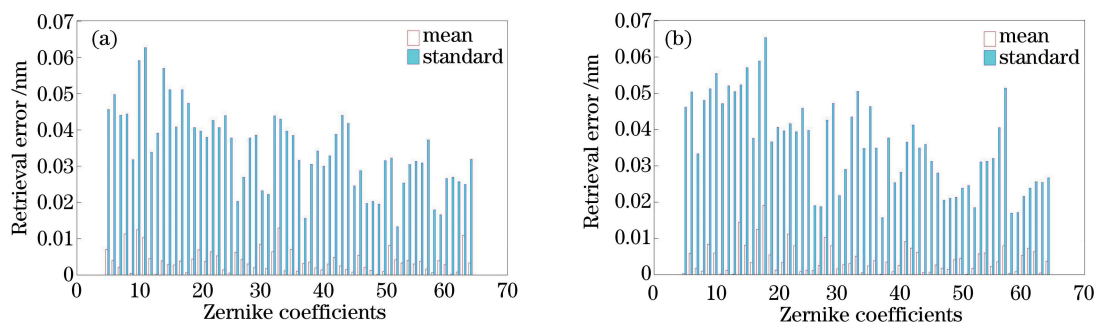 0.07
0.06
0.05
0.04
0.03
0.02
0.01
0
Retrieval error /nm
(a)
mean
standard
0 10 20 30 40 50 60 70
Zernike coefficients
0.07
0.06
0.05
0.04
0.03
0.02
0.01
0
Retrieval error /nm
(b)
mean
standard
0 10 20 30 40 50 60 70
Zernike coefficients